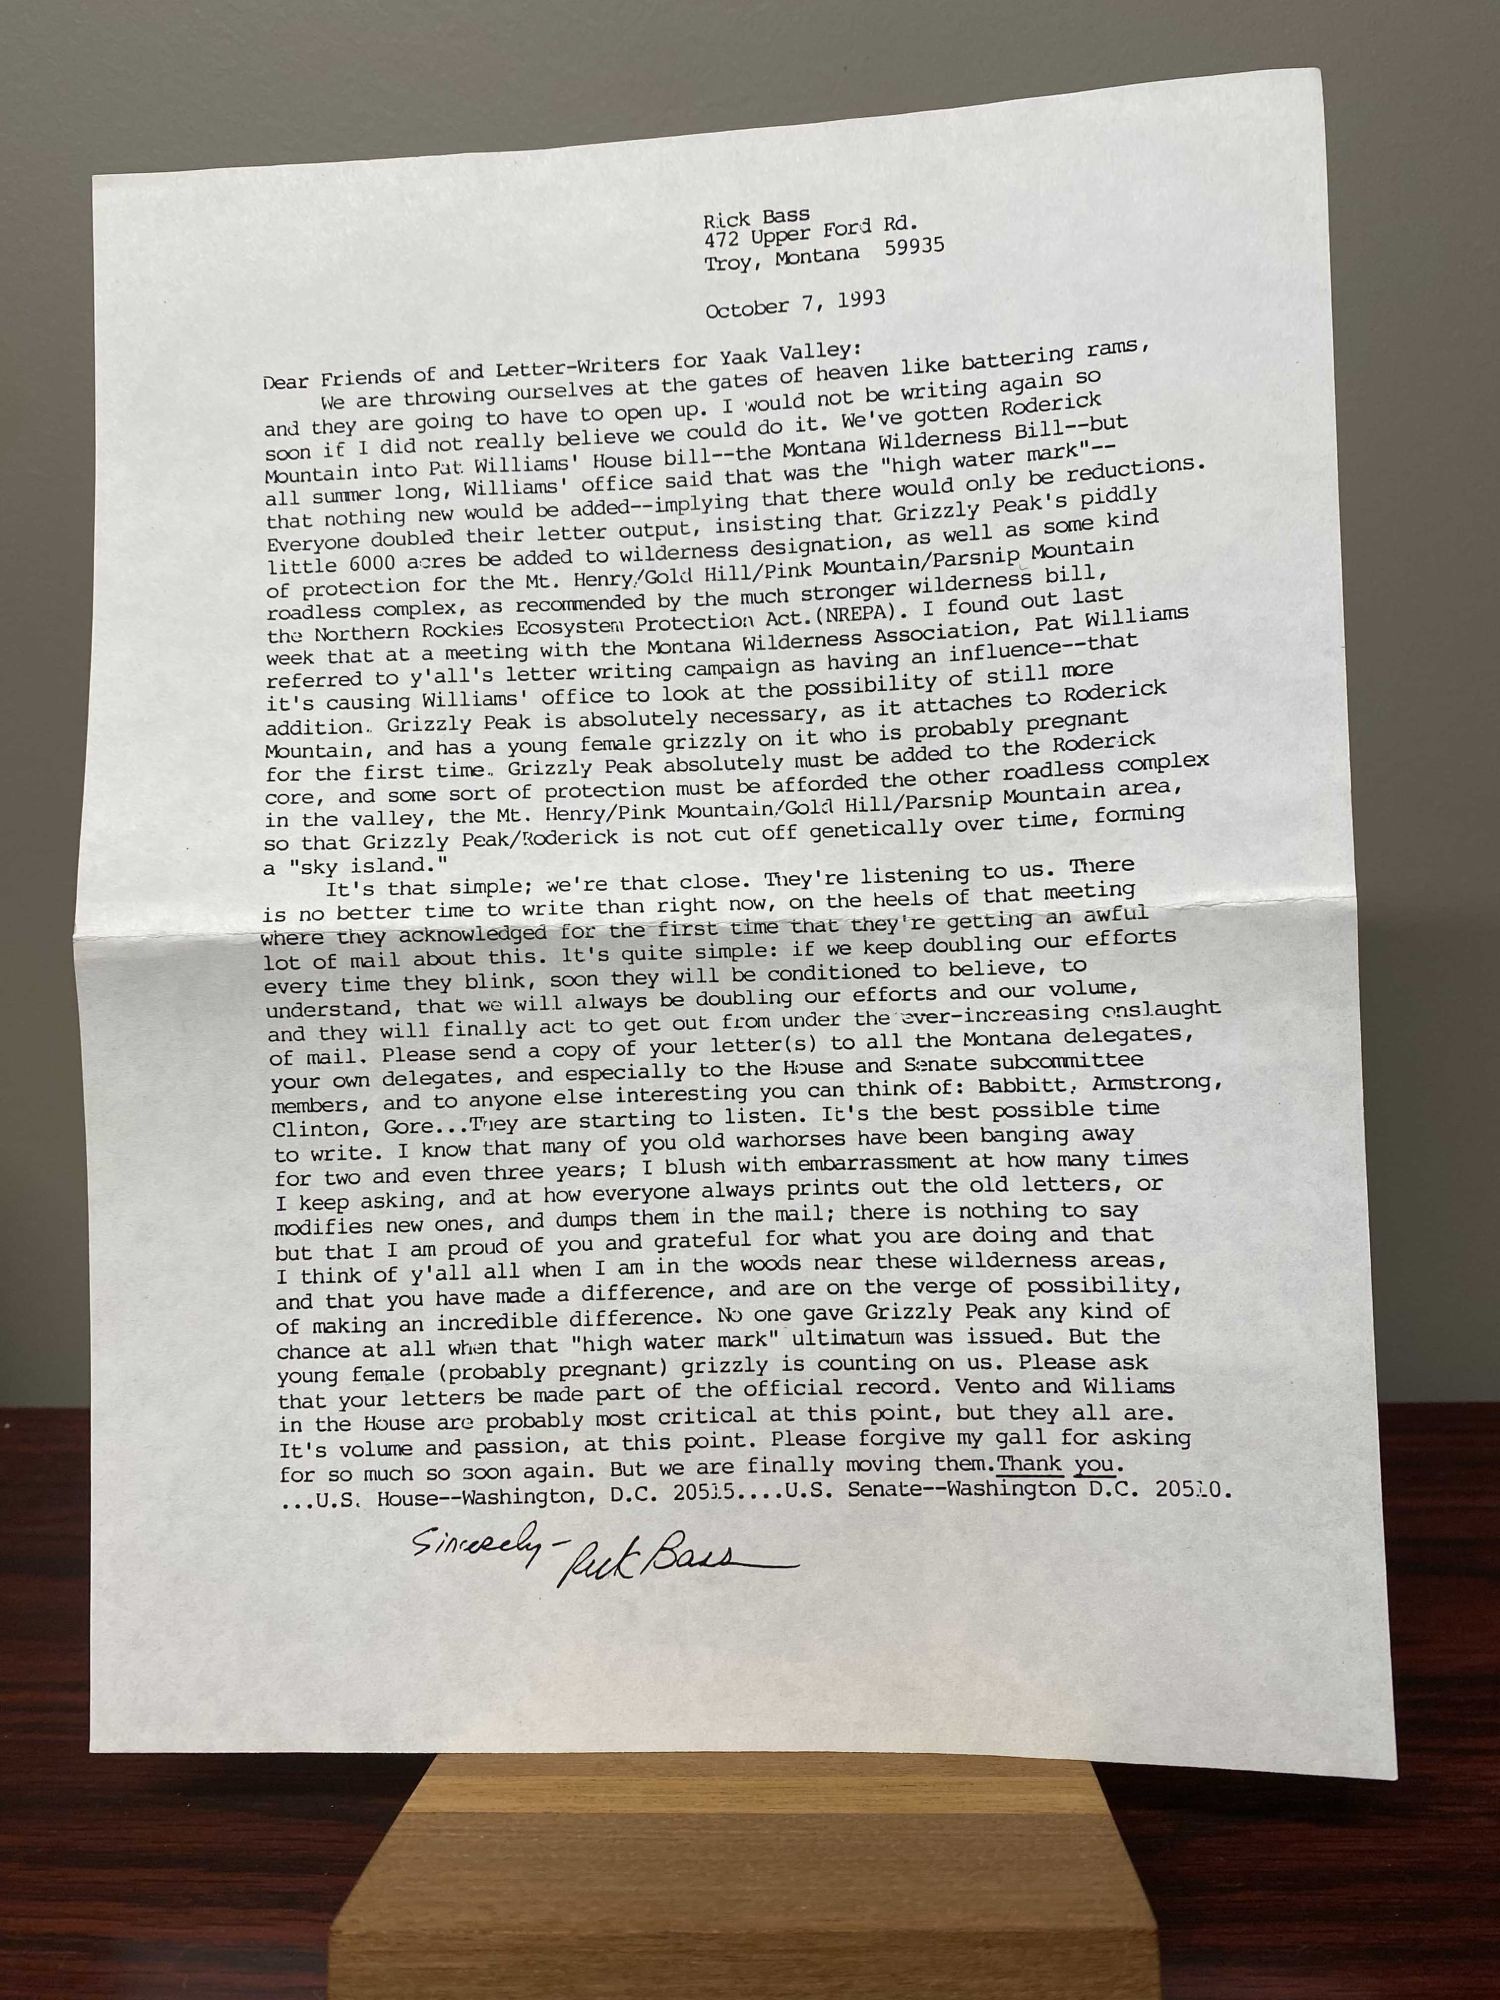 Rick Bass
472 Upper Ford Rd.
Troy, Montana 59935
October 7, 1993
Dear Friends of and Letter-Writers for Yaak Valley:
We are throwing ourselves at the gates of heaven like battering rams,
and they are going to have to open up. I would not be writing again so
soon if I did not really believe we could do it. We've gotten Roderick
Mountain into Pat Williams' House bill--the Montana Wilderness Bill--but
all summer long, Williams' office said that was the "high water mark"--
that nothing new would be added--implying that there would only be reductions.
Everyone doubled their letter output, insisting that Grizzly Peak's piddly
little 6000 acres be added to wilderness designation, as well as some kind
of protection for the Mt. Henry/Gold Hill/Pink Mountain/Parsnip Mountain
roadless complex, as recommended by the much stronger wilderness bill,
the Northern Rockies Ecosystem Protection Act.(NREPA). I found out last
week that at a meeting with the Montana Wilderness Association, Pat Williams
referred to y'all's letter writing campaign as having an influence--that
it's causing Williams' office to look at the possibility of still more
addition. Grizzly Peak is absolutely necessary, as it attaches to Roderick
Mountain, and has a young female grizzly on it who is probably pregnant
for the first time. Grizzly Peak absolutely must be added to the Roderick
core, and some sort of protection must be afforded the other roadless complex
in the valley, the Mt. Henry/Pink Mountain/Gold Hill/Parsnip Mountain area,
so that Grizzly Peak/Roderick is not cut off genetically over time, forming
a "sky island."
It's that simple; we're that close. They're listening to us. There
is no better time to write than right now, on the heels of that meeting
where they acknowledged for the first time that they're getting an awful
lot of mail about this. It's quite simple: if we keep doubling our efforts
every time they blink, soon they will be conditioned to believe, to
understand, that we will always be doubling our efforts and our volume,
and they will finally act to get out from under the ever-increasing onslaught
of mail. Please send a copy of your letter(s) to all the Montana delegates,
your own delegates, and especially to the House and Senate subcommittee
members, and to anyone else interesting you can think of: Babbitt, Armstrong,
Clinton, Gore...They are starting to listen. It's the best possible time
to write. I know that many of you old warhorses have been banging away
for two and even three years; I blush with embarrassment at how many times
I keep asking, and at how everyone always prints out the old letters, or
modifies new ones, and dumps them in the mail; there is nothing to say
but that I am proud of you and grateful for what you are doing and that
I think of y'all all when I am in the woods near these wilderness areas,
and that you have made a difference, and are on the verge of possibility,
of making an incredible difference. No one gave Grizzly Peak any kind of
chance at all when that "high water mark" ultimatum was issued. But the
young female (probably pregnant) grizzly is counting on us. Please ask
that your letters be made part of the official record. Vento and Wiliams
in the House are probably most critical at this point, but they all are.
It's volume and passion, at this point. Please forgive my gall for asking
for so much so soon again. But we are finally moving them.Thank you.
...U.S. House--Washington, D.C. 20515....U.S. Senate--Washington D.C. 20510.
Sincerely- Rick Bass